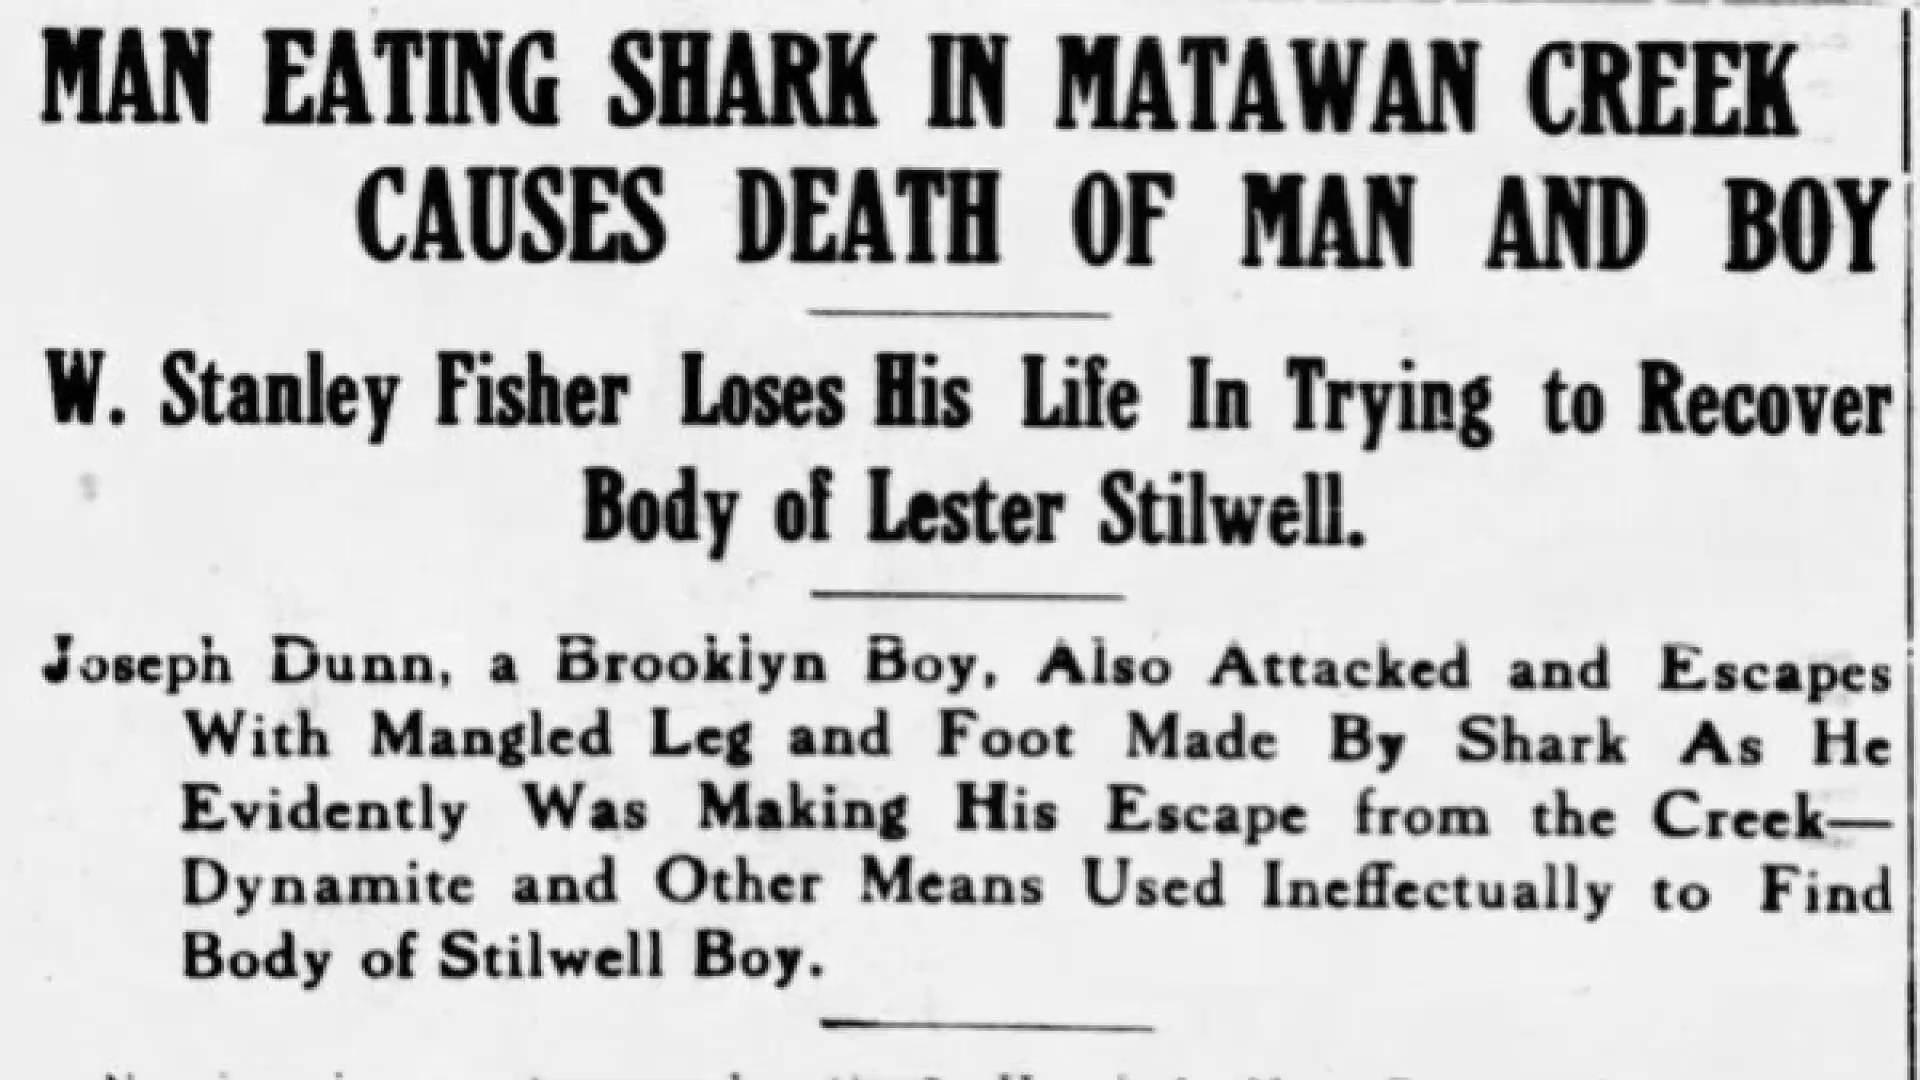 MAN EATING SHARK IN MATAWAN CREEK
CAUSES DEATH OF MAN AND BOY
W. Stanley Fisher Loses His Life In Trying to Recover
Body of Lester Stilwell.
Joseph Dunn, a Brooklyn Boy, Also Attacked and Escapes
With Mangled Leg and Foot Made By Shark As He
Evidently Was Making His Escape from the Creek—
Dynamite and Other Means Used Ineffectually to Find
Body of Stilwell Boy.